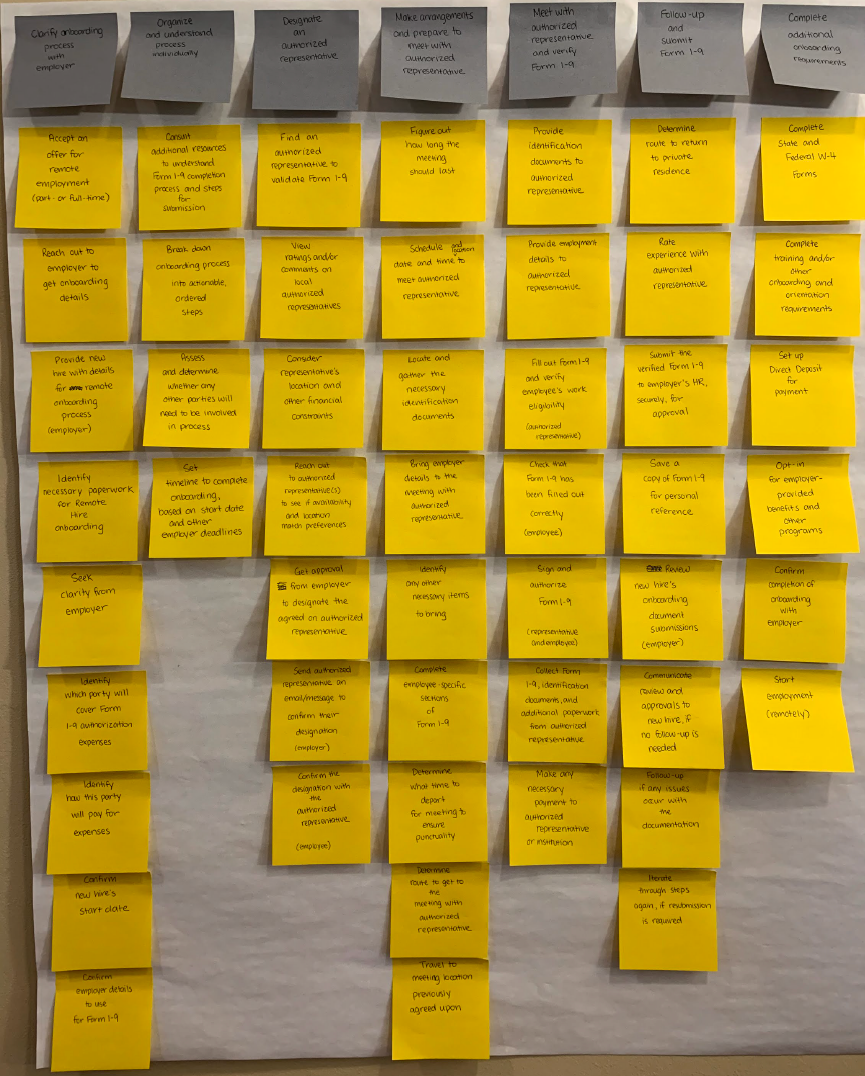 Clarify onboarding
process
with
employer
Organize
and understand
process
individually
Designate
an
authorized
representative
Make arrangements
and prepare to
meet with
authorized
representative
Meet with
authorized
representative
and verify
Form I-9
Follow-up
and
submit
Form I-9
Complete
additional
onboarding
requirements
Accept an
offer for
remote
employment
(part- or full-time)
Reach out to
employer to
get onboarding
details
Provide new
hire with details
for remote
onboarding
process
(employer)
Identify
necessary paperwork
for Remote
Hire
onboarding
Seek
clarity from
employer
Identify
which party will
cover Form
I-9 authorization
expenses
Identify
how this party
will pay for
expenses
Confirm
new hire's
start date
Confirm
employer details
to use
for Form I-9
Consult
additional resources
to understand
Form I-9 completion
process and steps
for
submission
Break down
onboarding process
into actionable,
ordered
steps
Assess
and determine
whether any
other parties will
need to be involved
in process
Set
timeline to complete
onboarding,
based on start date
and other
employer deadlines
Find an
authorized
representative to
validate Form I-9
View
ratings and/or
comments on
local
authorized
representatives
Consider
representative's
location and
other financial
constraints
Reach out
to authorized
representative(s)
to see if availability
and location
match preferences
Get approval
from employer
to designate the
agreed on authorized
representative
Send authorized
representative an
email/message to
confirm their
designation
(employer)
Confirm the
designation with
the
authorized
representative
(employee)
Figure out
how long the
meeting
should last
Schedule and location
date and time to
meet authorized
representative
Locate and
gather the
necessary
identification
documents
Bring employer
details to the
meeting with
authorized
representative
Identify
any other
necessary items
to bring
Complete
employee-specific
sections
of
Form I-9
Determine
what time to
depart
for meeting to
ensure
punctuality
Determine
route to get to
the
meeting with
authorized
representative
Travel to
meeting location
previously
agreed upon
Provide
identification
documents to
authorized
representative
Provide employment
details to
authorized
representative
Fill out Form I-9
and verify
employee's work
eligibility
(authorized
representative)
Check that
Form I-9 has
been filled out
correctly
(employee)
Sign and
authorize
Form I-9
(representative
and employee)
Collect Form
I-9, identification
documents, and
additional paperwork
from authorized
representative
Make any
necessary
payment to
authorized
representative
or institution
Determine
route to return
to private
residence
Rate
experience with
authorized
representative
Submit the
verified Form I-9
to employer's HR,
securely, for
approval
Save a
copy of Form I-9
for personal
reference
Review
new hire's
onboarding
document
submissions
(employer)
Communicate
review and
approvals to
new hire, if
no follow-up is
needed
Follow-up
if any issues
occur with
the
documentation
Iterate
through steps
again, if resubmission
is required
Complete
State and
Federal W-4
Forms
Complete
training and/or
other
onboarding and
orientation
requirements
Set up
Direct Deposit
for
payment
Opt-in
for employer-
provided
benefits and
other
programs
Confirm
completion of
onboarding
with
employer
Start
employment
(remotely)